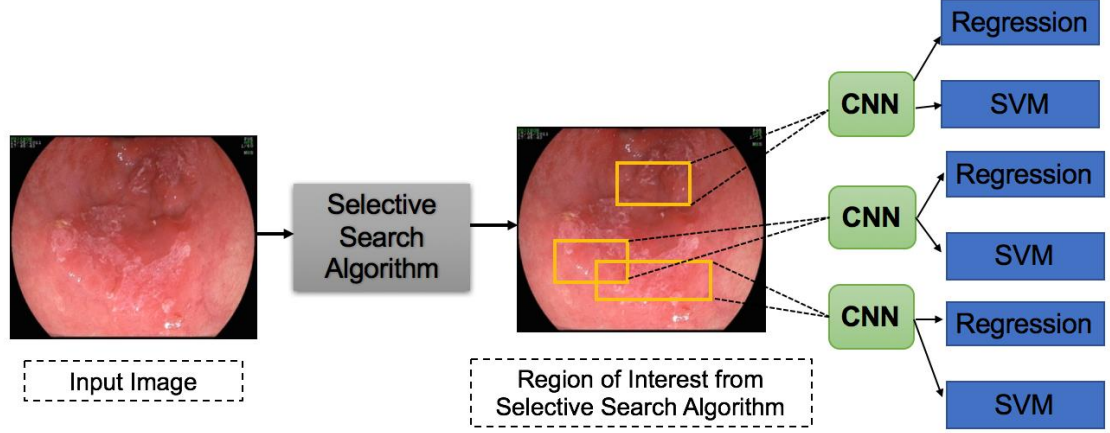 Regression
CNN
SVM
Selective
Search
Algorithm
CNN
Regression
SVM
CNN
Regression
SVM
Input Image
Region of Interest from
Selective Search Algorithm